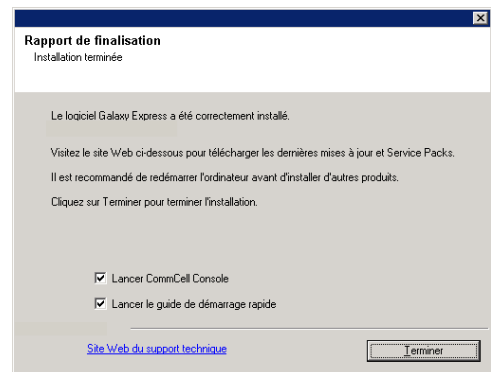 Rapport de finalisation
Installation terminée
Le logiciel Galaxy Express a été correctement installé.
Visitez le site Web ci-dessous pour télécharger les dernières mises à jour et Service Packs.
Il est recommandé de redémarrer l'ordinateur avant d'installer d'autres produits.
Cliquez sur Terminer pour terminer l'installation.
Lancer CommCell Console
Lancer le guide de démarrage rapide
Site Web du support technique
Terminer